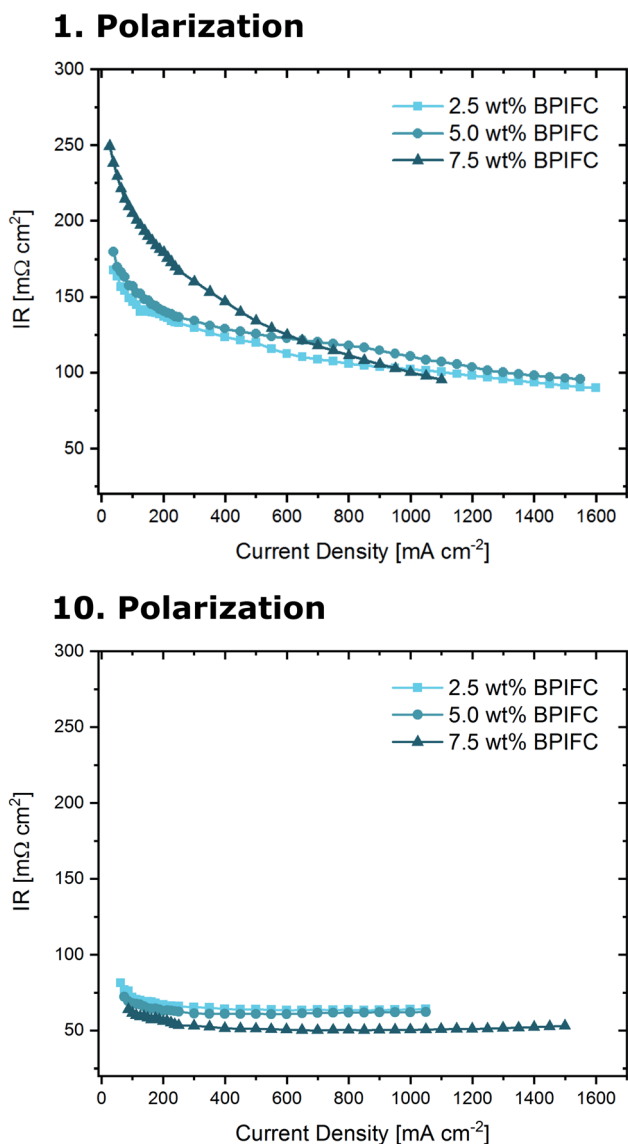 1. Polarization
300
250
200
150
100
50
IR [mΩ cm²]
2.5 wt% BPIFC
5.0 wt% BPIFC
7.5 wt% BPIFC
0 200 400 600 800 1000 1200 1400 1600
Current Density [mA cm⁻²]
10. Polarization
300
250
200
150
100
50
IR [mΩ cm²]
2.5 wt% BPIFC
5.0 wt% BPIFC
7.5 wt% BPIFC
0 200 400 600 800 1000 1200 1400 1600
Current Density [mA cm⁻²]